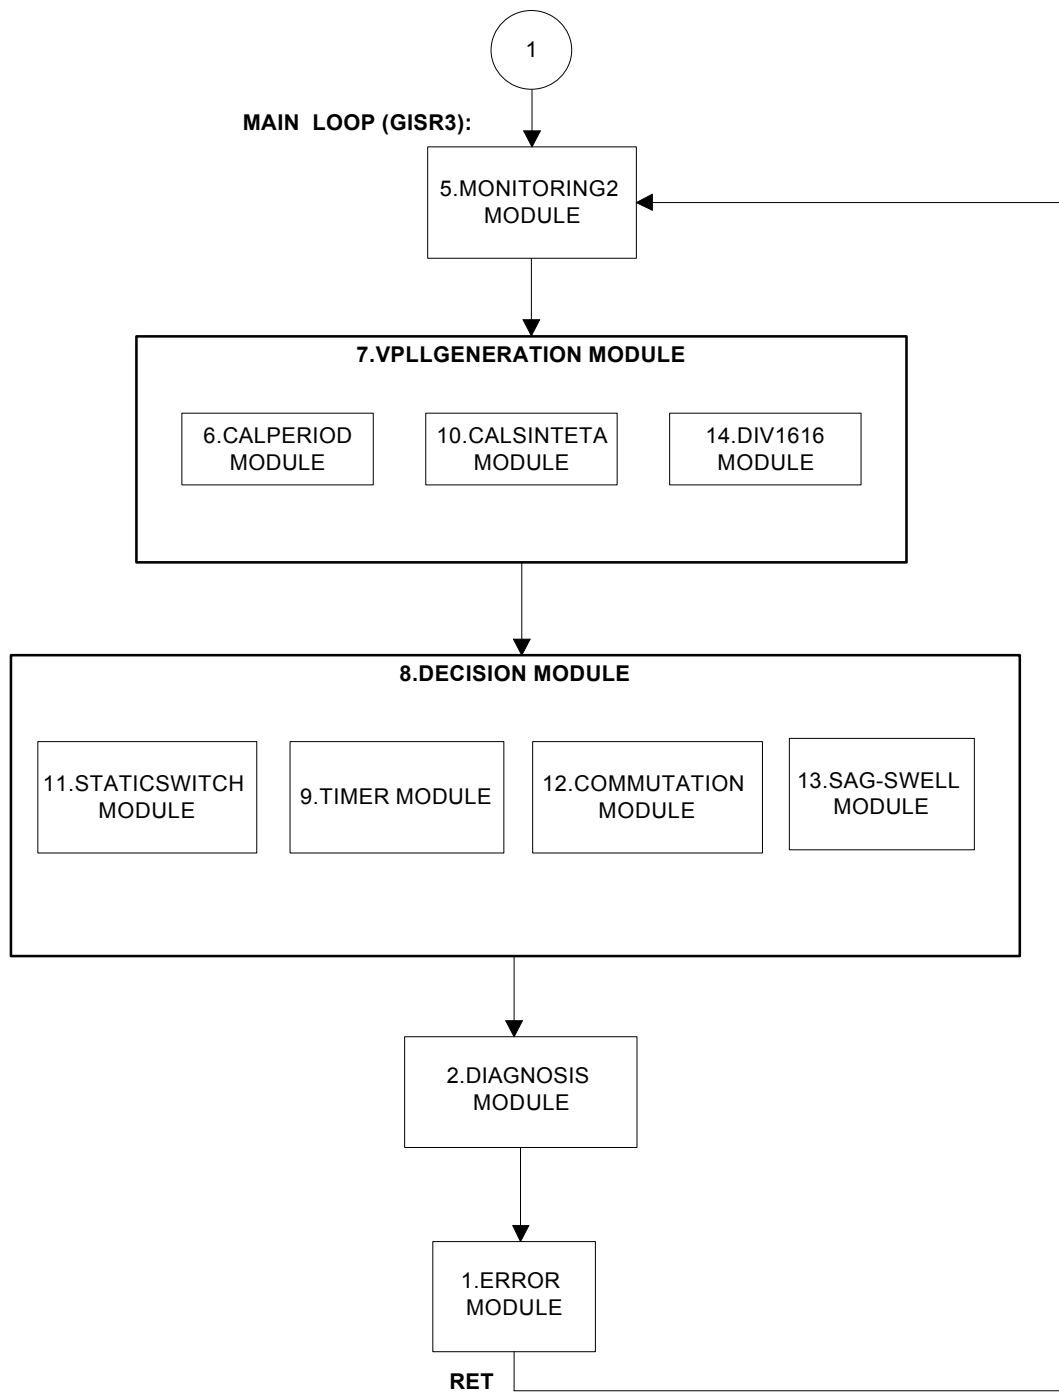 1
MAIN LOOP (GISR3):
5.MONITORING2
MODULE
7.VPLLGENERATION MODULE
6.CALPERIOD
MODULE
10.CALSINTETA
MODULE
14.DIV1616
MODULE
8.DECISION MODULE
11.STATICSWITCH
MODULE
9.TIMER MODULE
12.COMMUTATION
MODULE
13.SAG-SWELL
MODULE
2.DIAGNOSIS
MODULE
1.ERROR
MODULE
RET